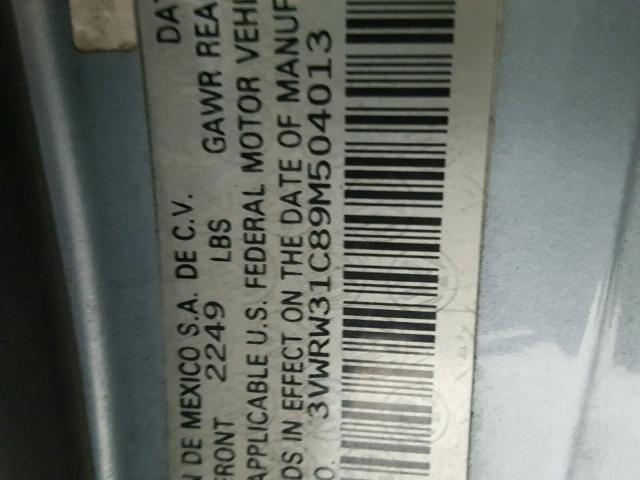 N DE MEXICO S.A. DE C.V. DAT
FRONT 2249 LBS GAWR REA
APPLICABLE U.S. FEDERAL MOTOR VEHI
DS IN EFFECT ON THE DATE OF MANUF
O. 3VWRW31C89M504013